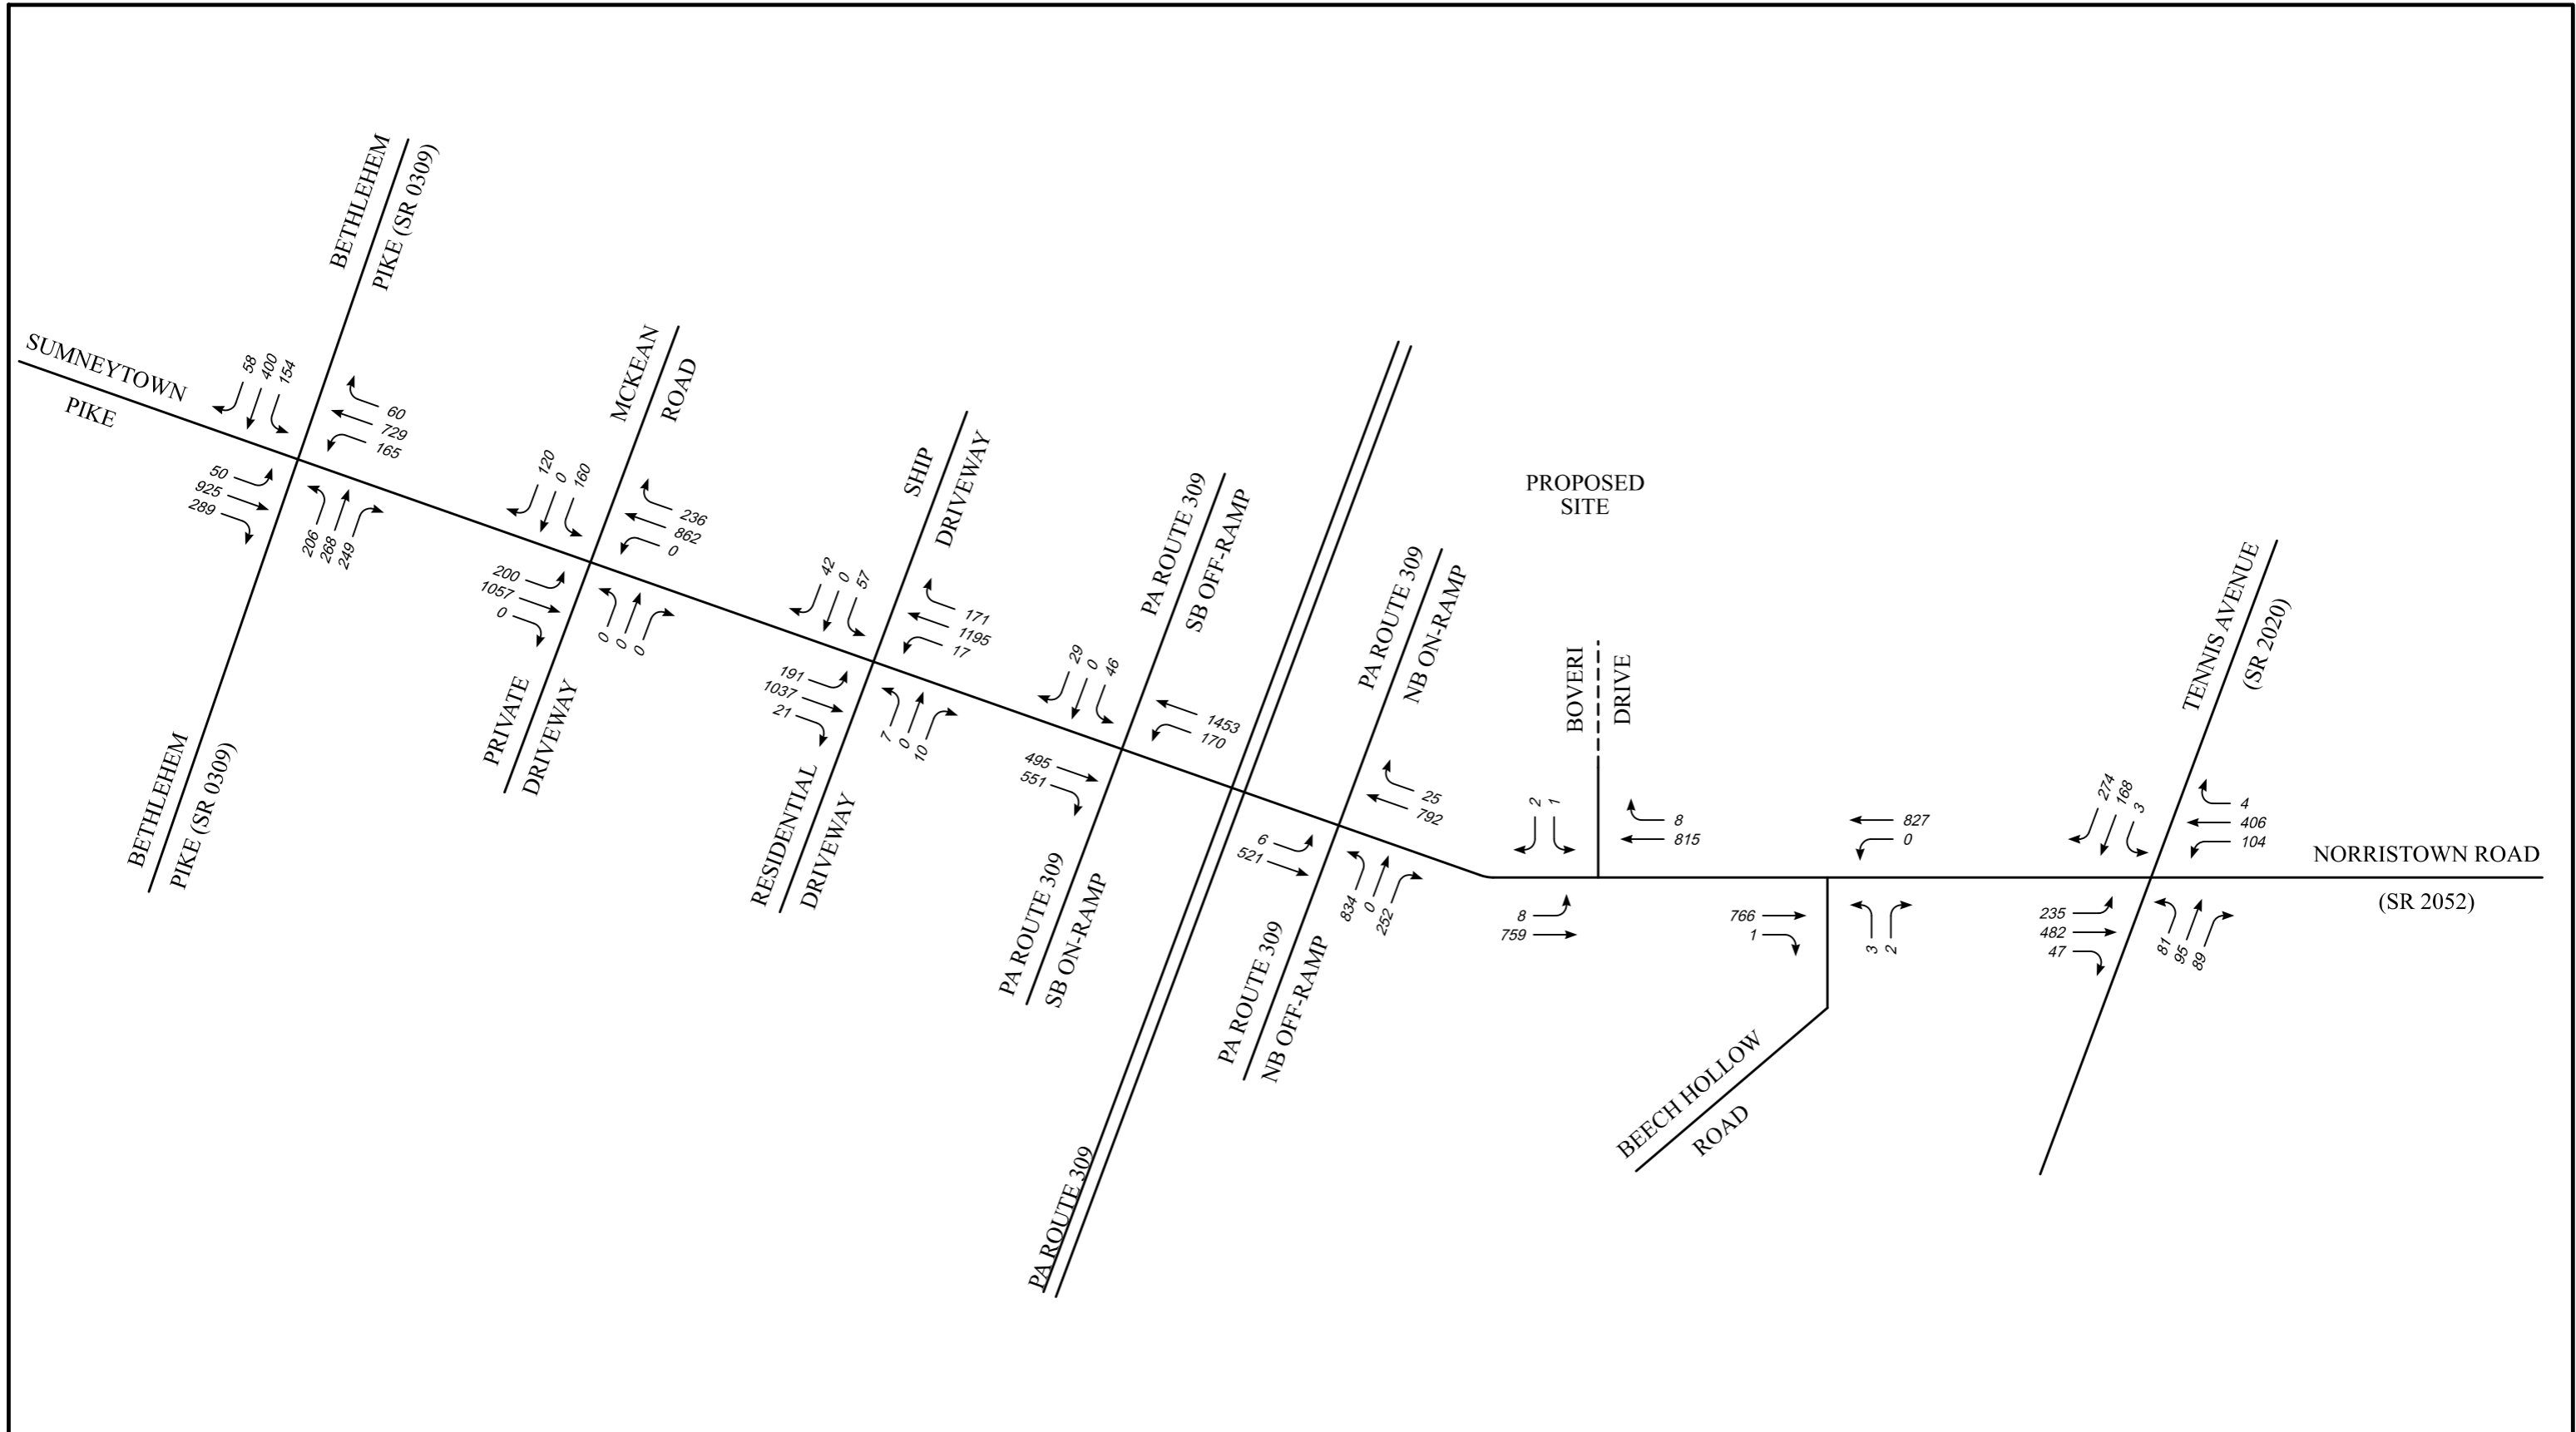 BETHLEHEM
PIKE (SR 0309)
SUMNEYTOWN
PIKE
58
400
154
60
729
165
50
925
289
206
268
249
BETHLEHEM
PIKE (SR 0309)
MCKEAN
ROAD
120
0
160
236
862
0
200
1057
0
0
0
0
PRIVATE
DRIVEWAY
SHIP
DRIVEWAY
42
0
57
171
1195
17
191
1037
21
7
0
10
RESIDENTIAL
DRIVEWAY
PA ROUTE 309
SB OFF-RAMP
29
0
46
1453
170
495
551
PA ROUTE 309
SB ON-RAMP
PA ROUTE 309
PA ROUTE 309
NB ON-RAMP
25
792
6
521
834
0
252
PA ROUTE 309
NB OFF-RAMP
PROPOSED
SITE
BOVERI
DRIVE
2
1
8
815
8
759
827
0
766
1
3
2
BEECH HOLLOW
ROAD
TENNIS AVENUE
(SR 2020)
274
168
3
4
406
104
235
482
47
81
95
89
NORRISTOWN ROAD
(SR 2052)